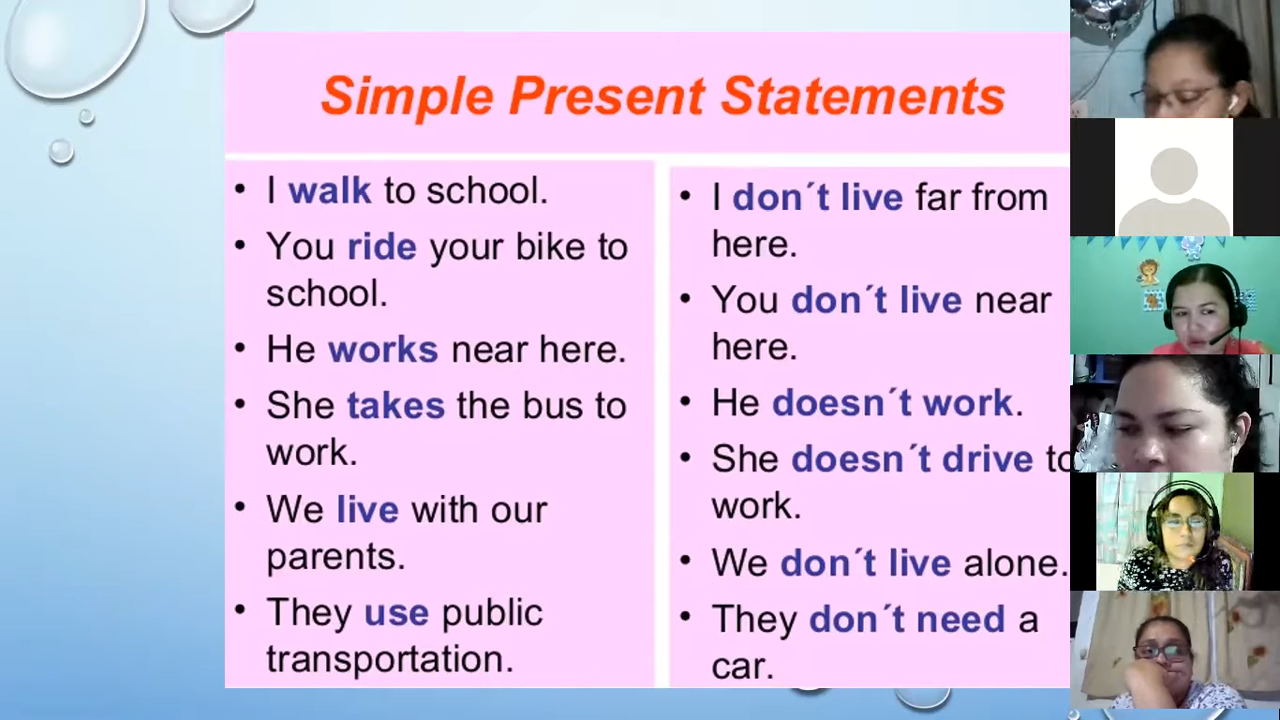 Simple Present Statements
• I walk to school.
• You ride your bike to
school.
• He works near here.
• She takes the bus to
work.
• We live with our
parents.
• They use public
transportation.
• I don´t live far from
here.
• You don´t live near
here.
• He doesn´t work.
• She doesn´t drive to
work.
• We don´t live alone.
• They don´t need a
car.